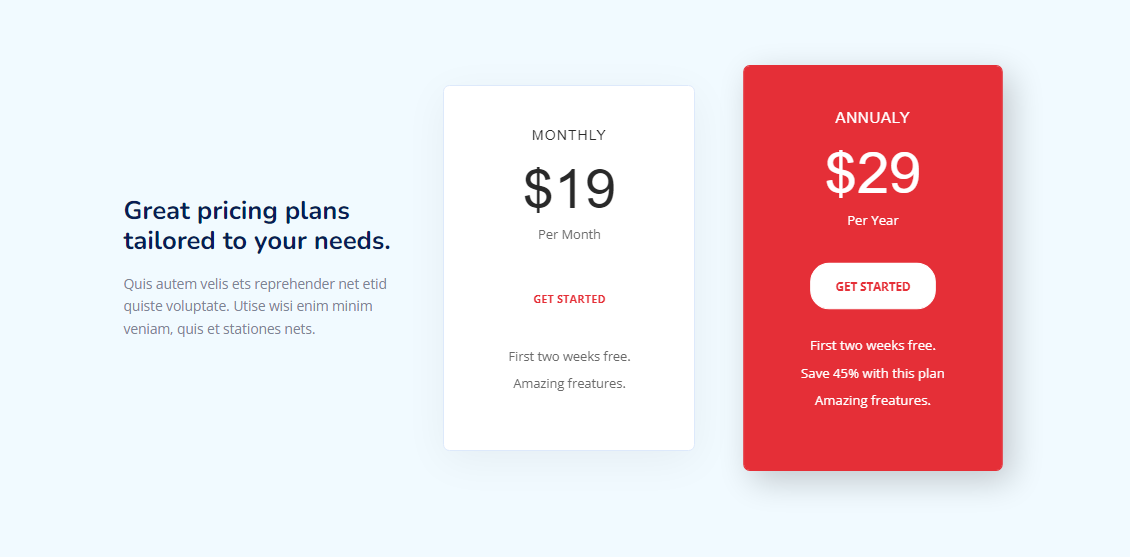 Great pricing plans
tailored to your needs.
Quis autem velis ets reprehender net etid
quiste voluptate. Utise wisi enim minim
veniam, quis et stationes nets.
MONTHLY
$19
Per Month
GET STARTED
First two weeks free.
Amazing freatures.
ANNUALY
$29
Per Year
GET STARTED
First two weeks free.
Save 45% with this plan
Amazing freatures.